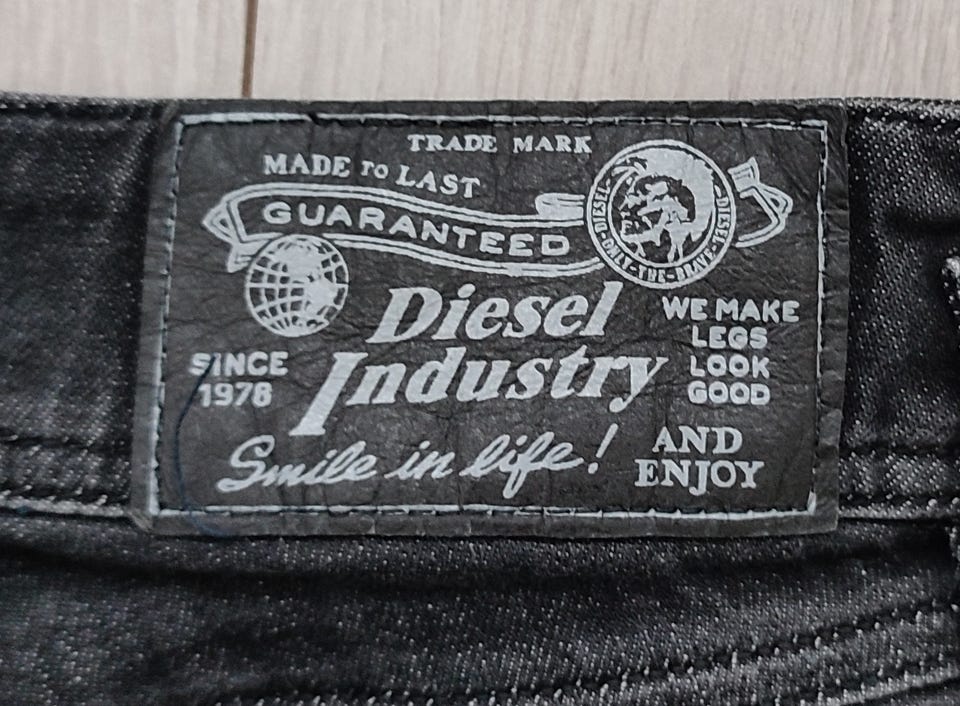 TRADE MARK
MADE TO LAST
GUARANTEED
DIESEL · DIESEL
ONLY-THE-BRAVE
Diesel
Industry
WE MAKE
LEGS
LOOK
GOOD
SINCE
1978
Smile in life!
AND
ENJOY